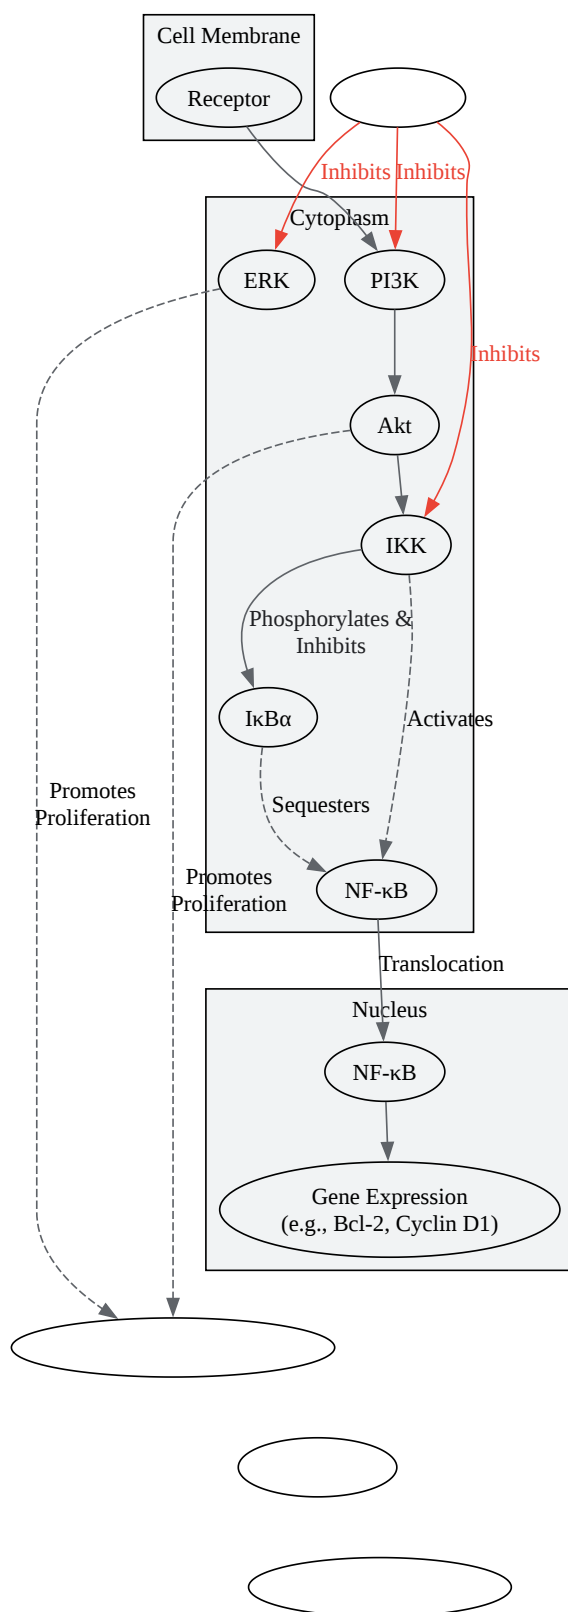 Cell Membrane
Receptor
Inhibits
Inhibits
Cytoplasm
ERK
PI3K
Inhibits
Akt
IKK
Phosphorylates &
Inhibits
IκBα
Activates
Promotes
Proliferation
Sequesters
Promotes
Proliferation
NF-κB
Translocation
Nucleus
NF-κB
Gene Expression
(e.g., Bcl-2, Cyclin D1)